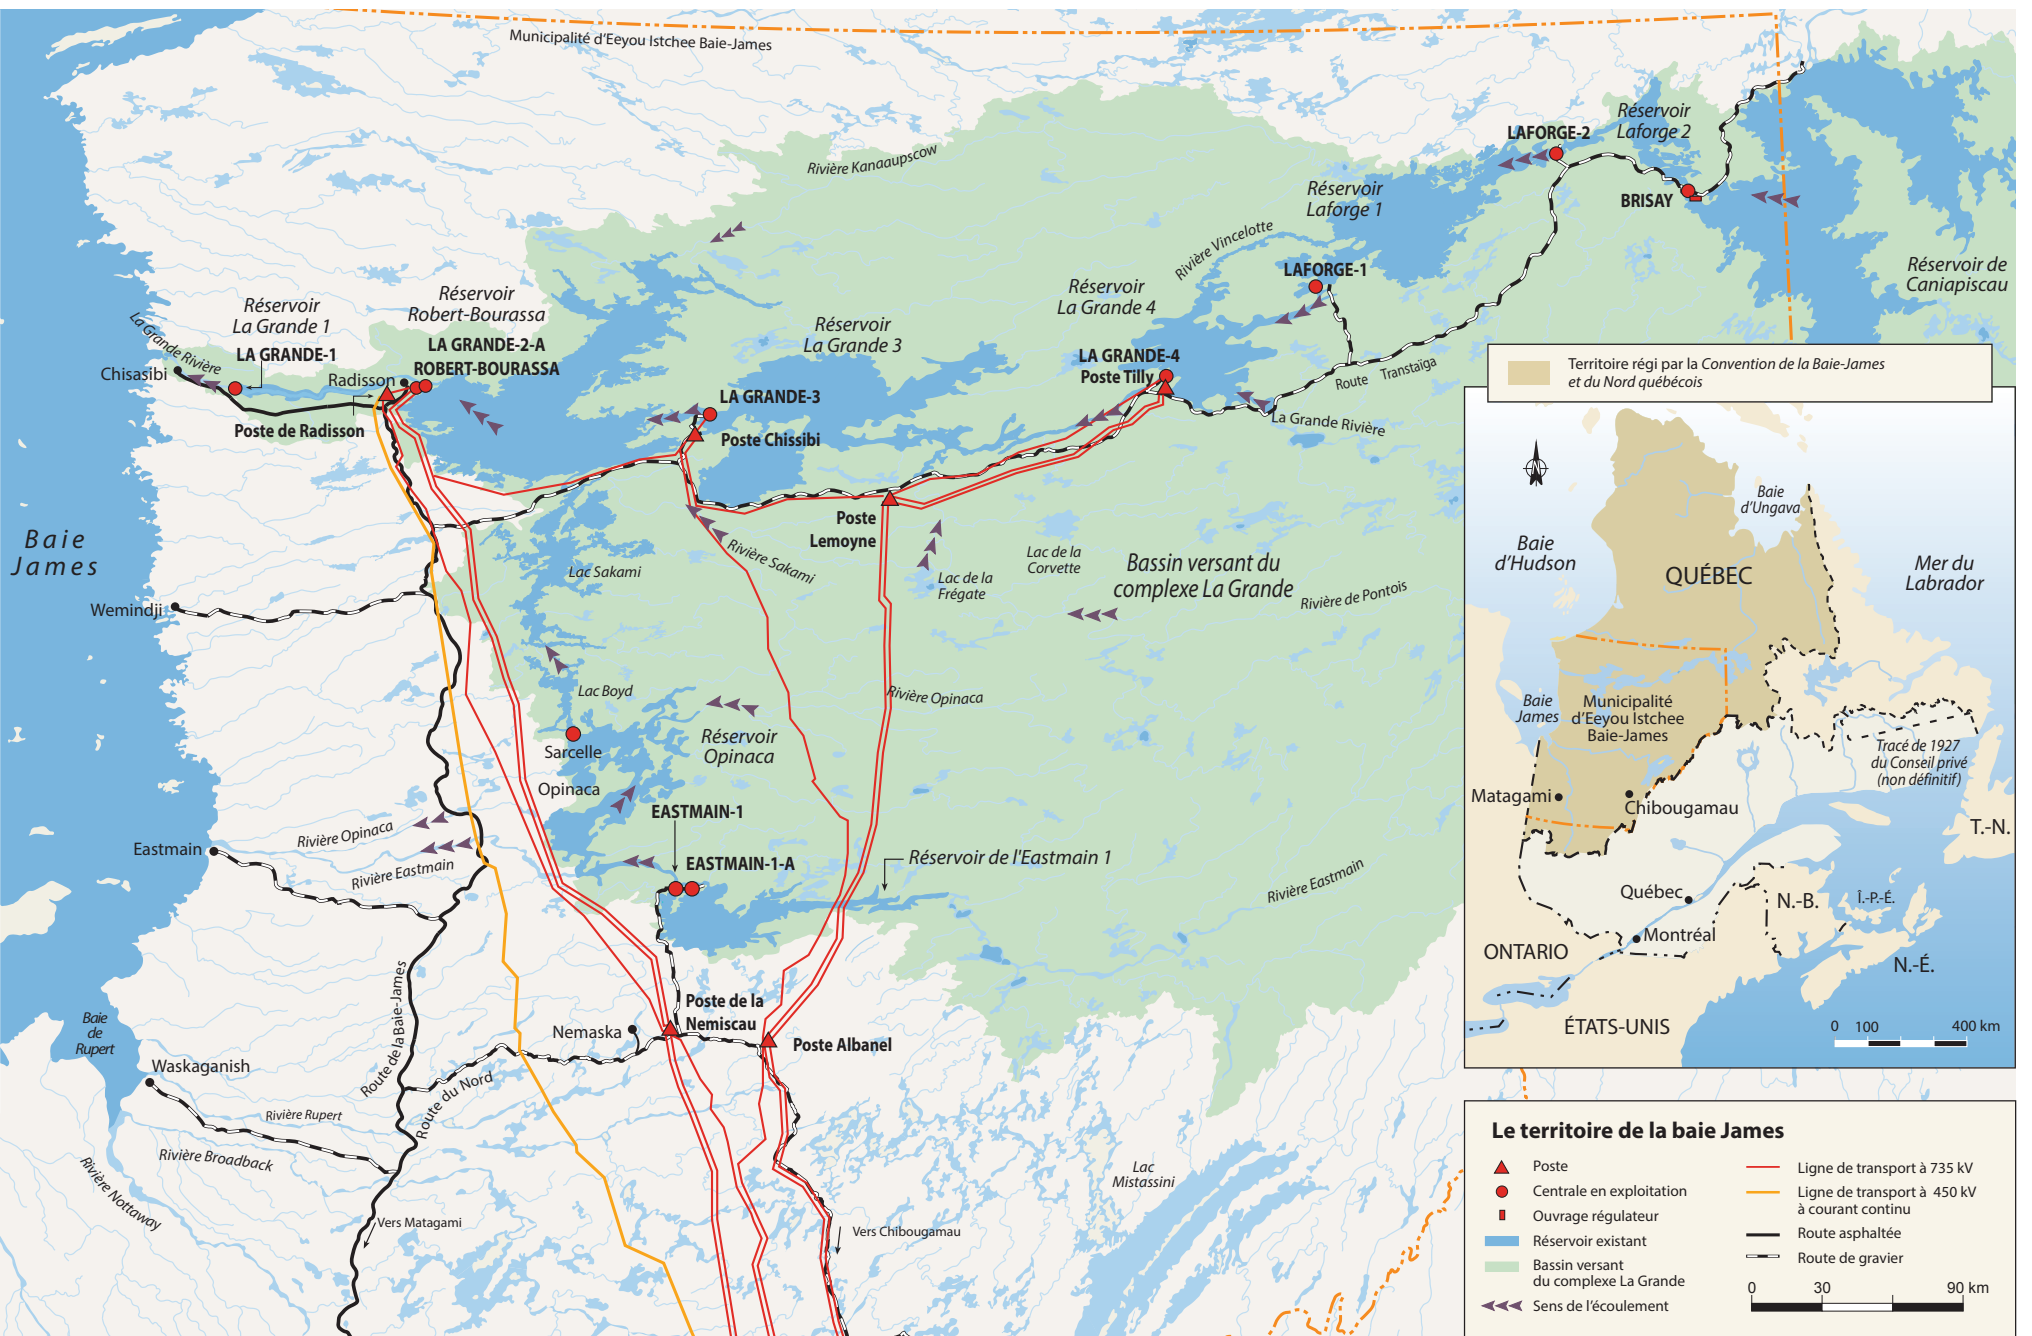 Municipalité d'Eeyou Istchee Baie-James
Rivière Kanaaupscow
Réservoir
Laforge 2
LAFORGE-2
BRISAY
Réservoir
Laforge 1
Rivière Vincelotte
LAFORGE-1
Réservoir de
Caniapiscau
Réservoir
La Grande 4
LA GRANDE-4
Poste Tilly
Route Transtaïga
La Grande Rivière
Réservoir
La Grande 3
LA GRANDE-3
Poste Chissibi
Réservoir
Robert-Bourassa
LA GRANDE-2-A
ROBERT-BOURASSA
Réservoir
La Grande 1
LA GRANDE-1
La Grande Rivière
Chisasibi
Radisson
Poste de Radisson
Baie
James
Poste
Lemoyne
Rivière Sakami
Lac Sakami
Lac de la
Frégate
Lac de la
Corvette
Bassin versant du
complexe La Grande
Rivière de Pontois
Wemindji
Lac Boyd
Rivière Opinaca
Sarcelle
Réservoir
Opinaca
Opinaca
EASTMAIN-1
EASTMAIN-1-A
Réservoir de l'Eastmain 1
Rivière Eastmain
Rivière Opinaca
Eastmain
Rivière Eastmain
Route de la Baie-James
Poste de la
Nemiscau
Nemaska
Poste Albanel
Baie
de
Rupert
Waskaganish
Route du Nord
Rivière Rupert
Rivière Broadback
Rivière Nottaway
Vers Matagami
Vers Chibougamau
Lac
Mistassini
Territoire régi par la Convention de la Baie-James
et du Nord québécois
Baie
d'Ungava
Baie
d'Hudson
QUÉBEC
Mer du
Labrador
Baie
James
Municipalité
d'Eeyou Istchee
Baie-James
Tracé de 1927
du Conseil privé
(non définitif)
Matagami
Chibougamau
T.-N.
Québec
N.-B.
Î.-P.-É.
Montréal
ONTARIO
N.-É.
ÉTATS-UNIS
0 100 400 km
Le territoire de la baie James
Poste
Centrale en exploitation
Ouvrage régulateur
Réservoir existant
Bassin versant
du complexe La Grande
Sens de l'écoulement
Ligne de transport à 735 kV
Ligne de transport à 450 kV
à courant continu
Route asphaltée
Route de gravier
0 30 90 km